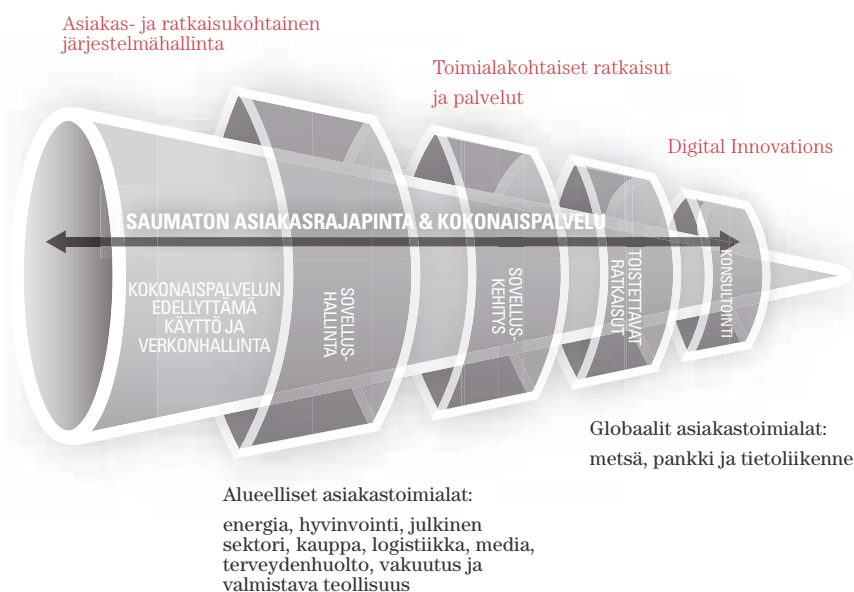 Asiakas- ja ratkaisukohtainen
järjestelmähallinta
Toimialakohtaiset ratkaisut
ja palvelut
Digital Innovations
SAUMATON ASIAKASRAJAPINTA & KOKONAISPALVELU
KOKONAISPALVELUN
EDELLYTTÄMÄ
KÄYTTÖ JA
VERKONHALLINTA
SOVELLUS-
HALLINTA
SOVELLUS-
KEHITYS
TOISTETTAVAT
RATKAISUT
KONSULTOINTI
Globaalit asiakastoimialat:
metsä, pankki ja tietoliikenne
Alueelliset asiakastoimialat:
energia, hyvinvointi, julkinen
sektori, kauppa, logistiikka, media,
terveydenhuolto, vakuutus ja
valmistava teollisuus